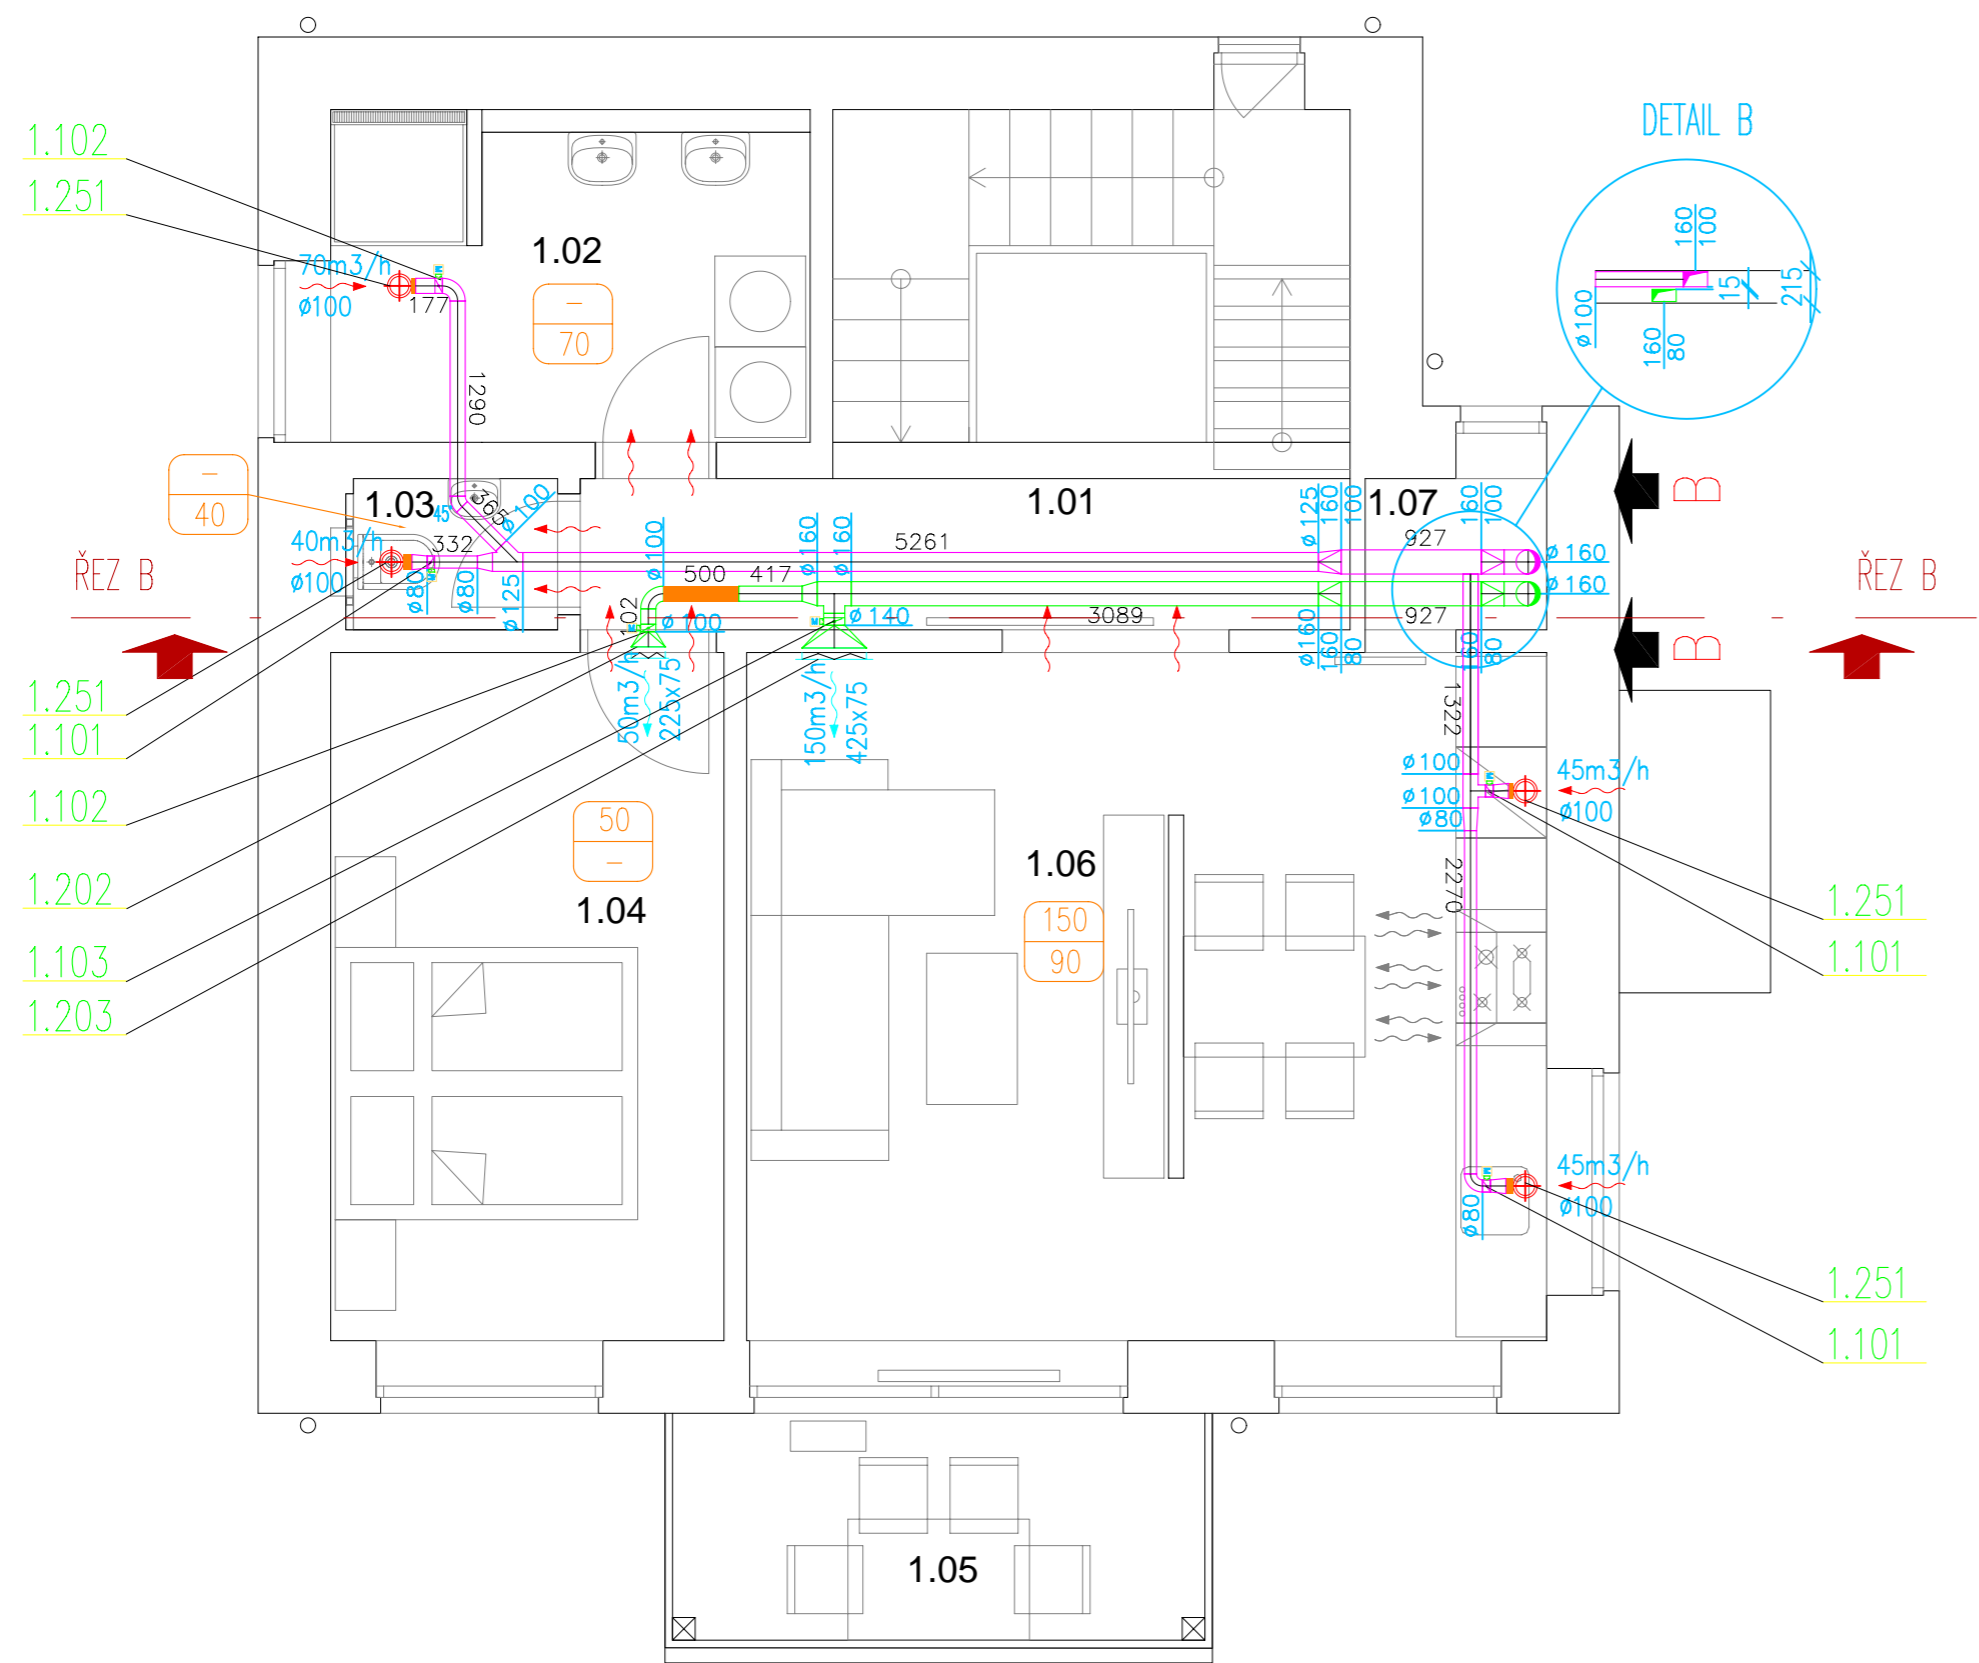 DETAIL B
160
100
ø100
15
215
160
80
1.102
1.251
70m3/h
ø100
177
1.02
–
70
1290
–
40
1.03
45°
365
ø100
40m3/h
ø100
332
ø80
ø80
ø125
ŘEZ B
1.01
5261
ø100
500
417
ø160
ø160
102
ø100
ø140
3089
ø125
160
100
1.07
927
160
100
ø160
ø160
927
ø160
160
80
160
80
B
B
ŘEZ B
1.251
1.101
1.102
1.202
1.103
1.203
50m3/h
225x75
150m3/h
425x75
50
–
1.04
1.06
150
90
1322
ø100
ø100
ø80
45m3/h
ø100
2270
1.251
1.101
45m3/h
ø100
ø80
1.251
1.101
1.05